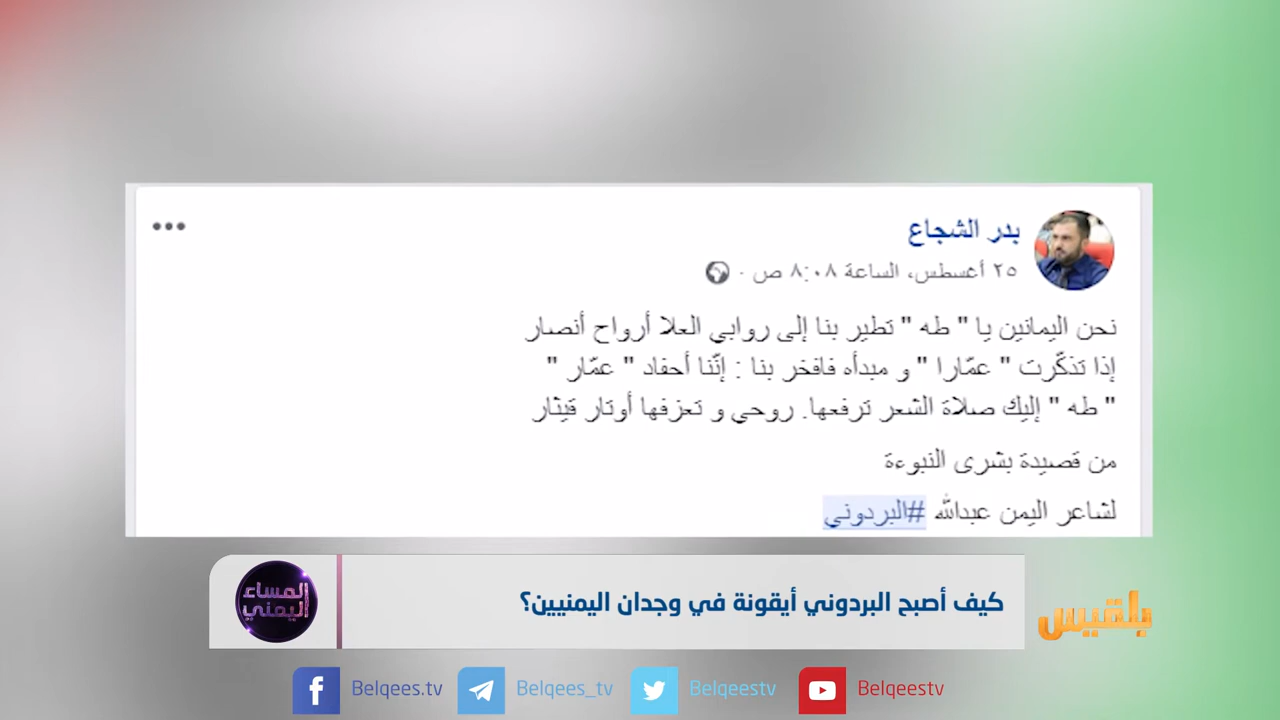 بدر الشجاع
٢٥ أغسطس، الساعة ٨:٠٨ ص ·
نحن اليمانين يا " طه " تطير بنا إلى روابي العلا أرواح أنصار
إذا تذكّرت " عمّارا " و مبدأه فافخر بنا : إنّنا أحفاد " عمّار "
" طه " إليك صلاة الشعر ترفعها. روحي و تعزفها أوتار قيثار
من قصيدة بشرى النبوءة
لشاعر اليمن عبدالله #البردوني
كيف أصبح البردوني أيقونة في وجدان اليمنيين؟
المساء اليمني
بلقيس
Belqees.tv
Belqees_tv
Belqeestv
Belqeestv